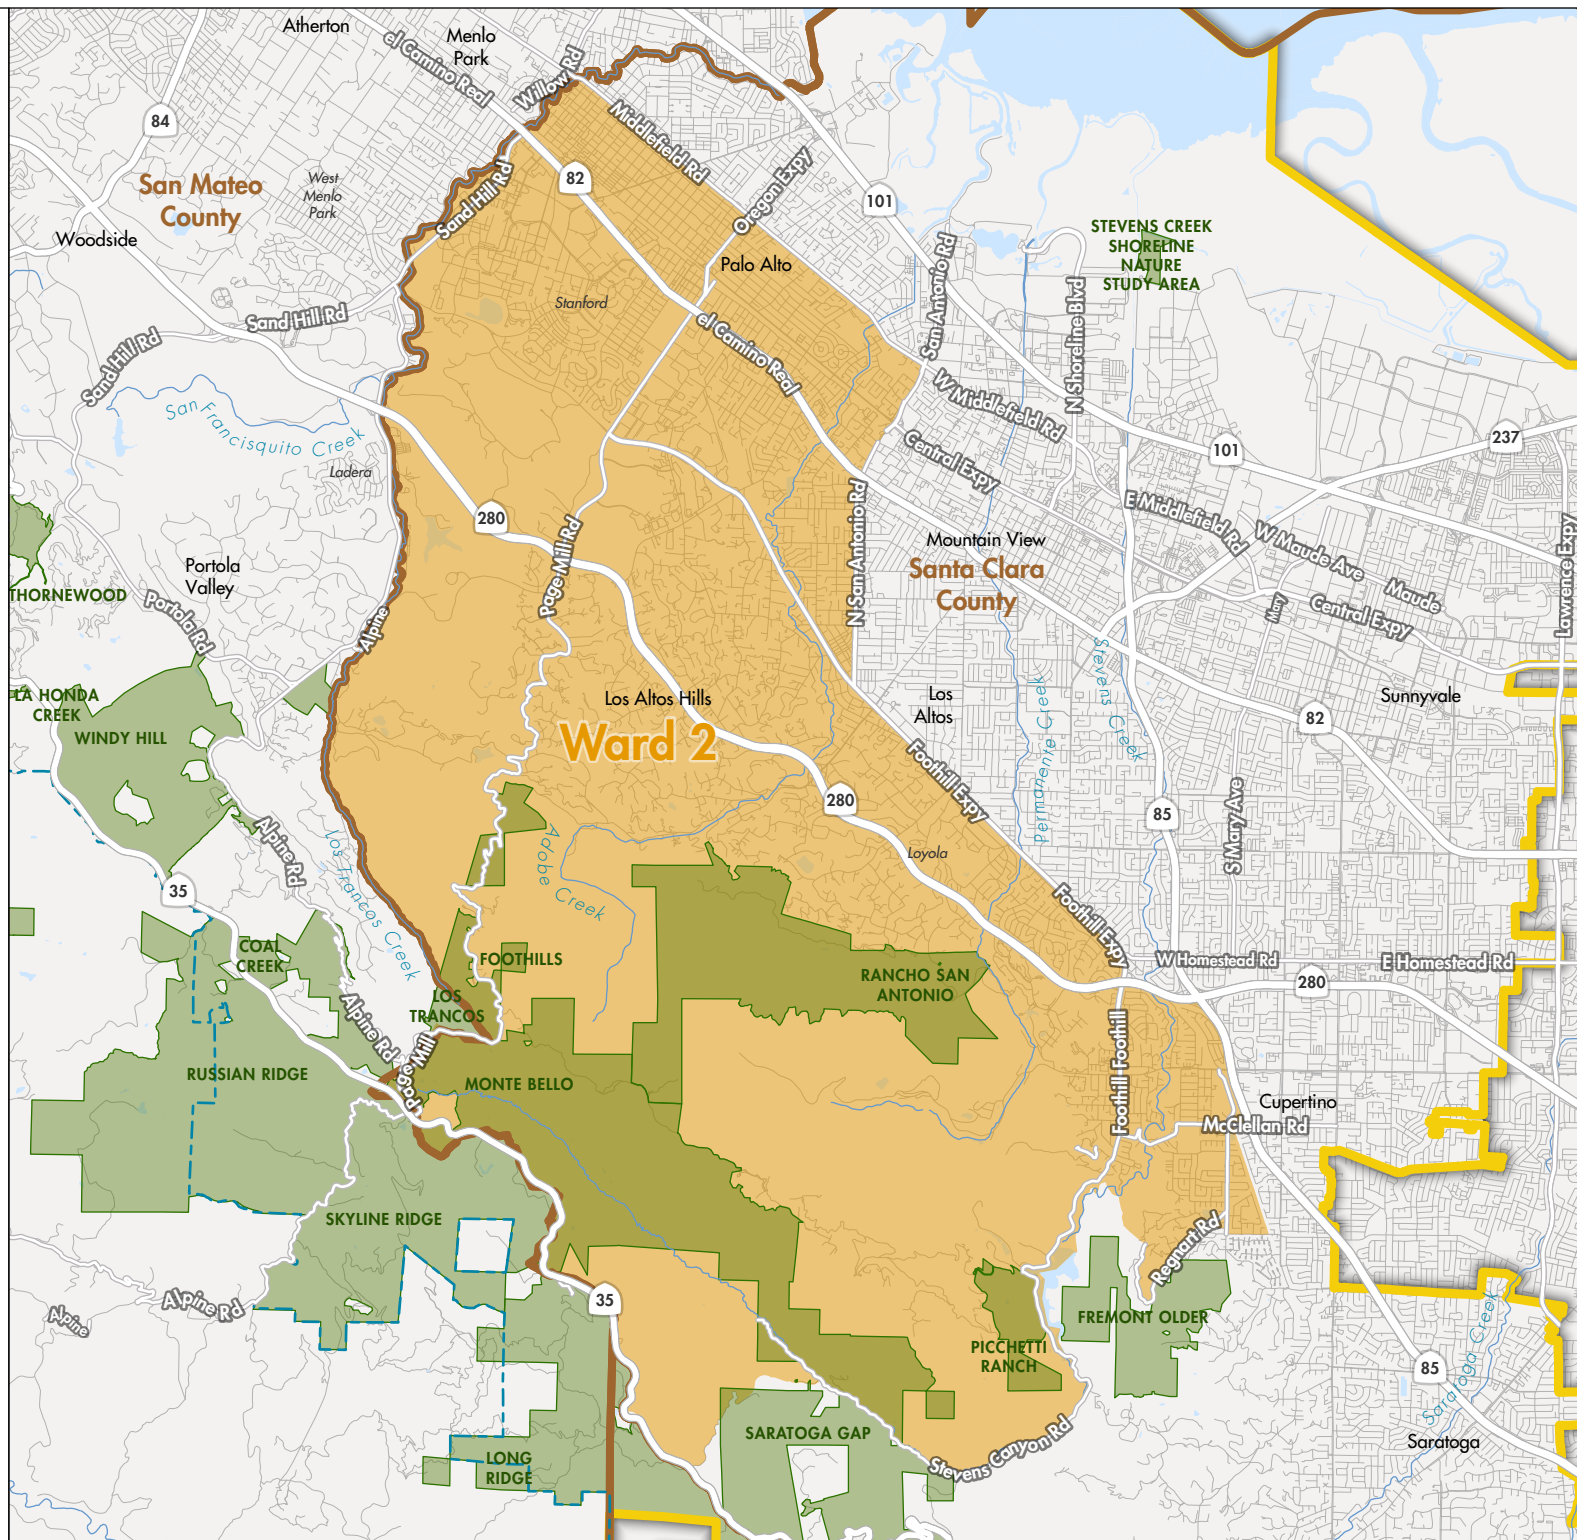 Atherton
Menlo
Park
el Camino Real
Willow Rd
84
San Mateo
County
West
Menlo
Park
Woodside
Sand Hill Rd
82
Middlefield Rd
Oregon Expy
101
Palo Alto
Stanford
el Camino Real
San Antonio Rd
STEVENS CREEK
SHORELINE
NATURE
STUDY AREA
N Shoreline Blvd
Sand Hill Rd
Sand Hill Rd
San Francisquito Creek
Ladera
W Middlefield Rd
Central Expy
101
237
280
Page Mill Rd
N San Antonio Rd
E Middlefield Rd
W Maude Ave
Maude
Mary
Central Expy
Lawrence Expy
Mountain View
Santa Clara
County
Portola
Valley
THORNEWOOD
Portola Rd
Alpine
LA HONDA
CREEK
WINDY HILL
Los Altos Hills
Ward 2
Los
Altos
Permanente Creek
Stevens Creek
Sunnyvale
82
Foothill Expy
280
85
S Mary Ave
Loyola
Alpine Rd
Los Trancos Creek
Adobe Creek
35
COAL
CREEK
FOOTHILLS
LOS
TRANCOS
RANCHO SAN
ANTONIO
Foothill Expy
W Homestead Rd
E Homestead Rd
280
Alpine Rd
Page Mill
RUSSIAN RIDGE
MONTE BELLO
Foothill
Foothill
Cupertino
McClellan Rd
SKYLINE RIDGE
Regnart Rd
Alpine
Alpine Rd
35
FREMONT OLDER
PICCHETTI
RANCH
85
Saratoga Creek
Saratoga
SARATOGA GAP
LONG
RIDGE
Stevens Canyon Rd